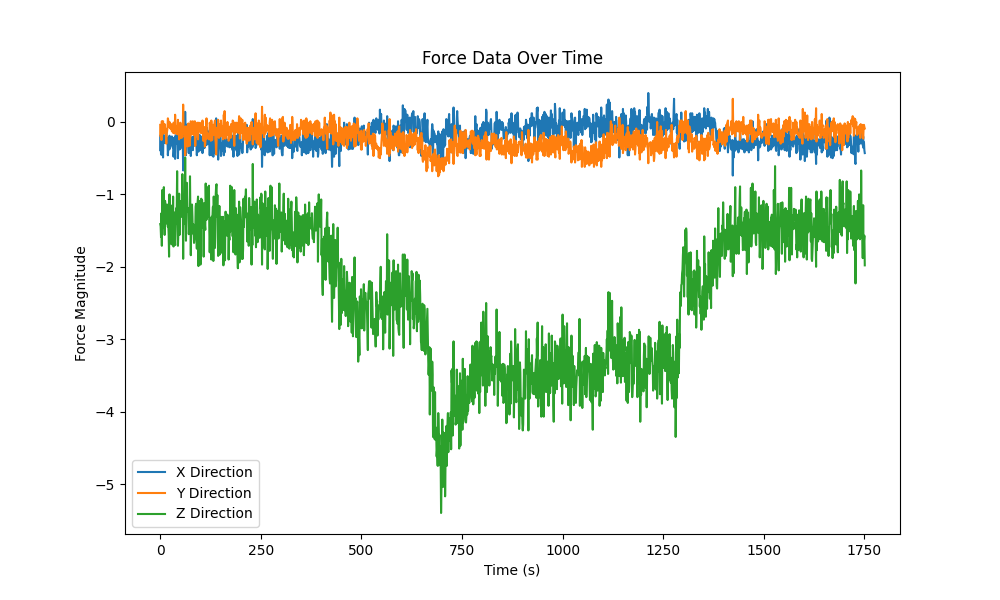 Force Data Over Time
Force Magnitude
0
−1
−2
−3
−4
−5
X Direction
Y Direction
Z Direction
0 250 500 750 1000 1250 1500 1750
Time (s)